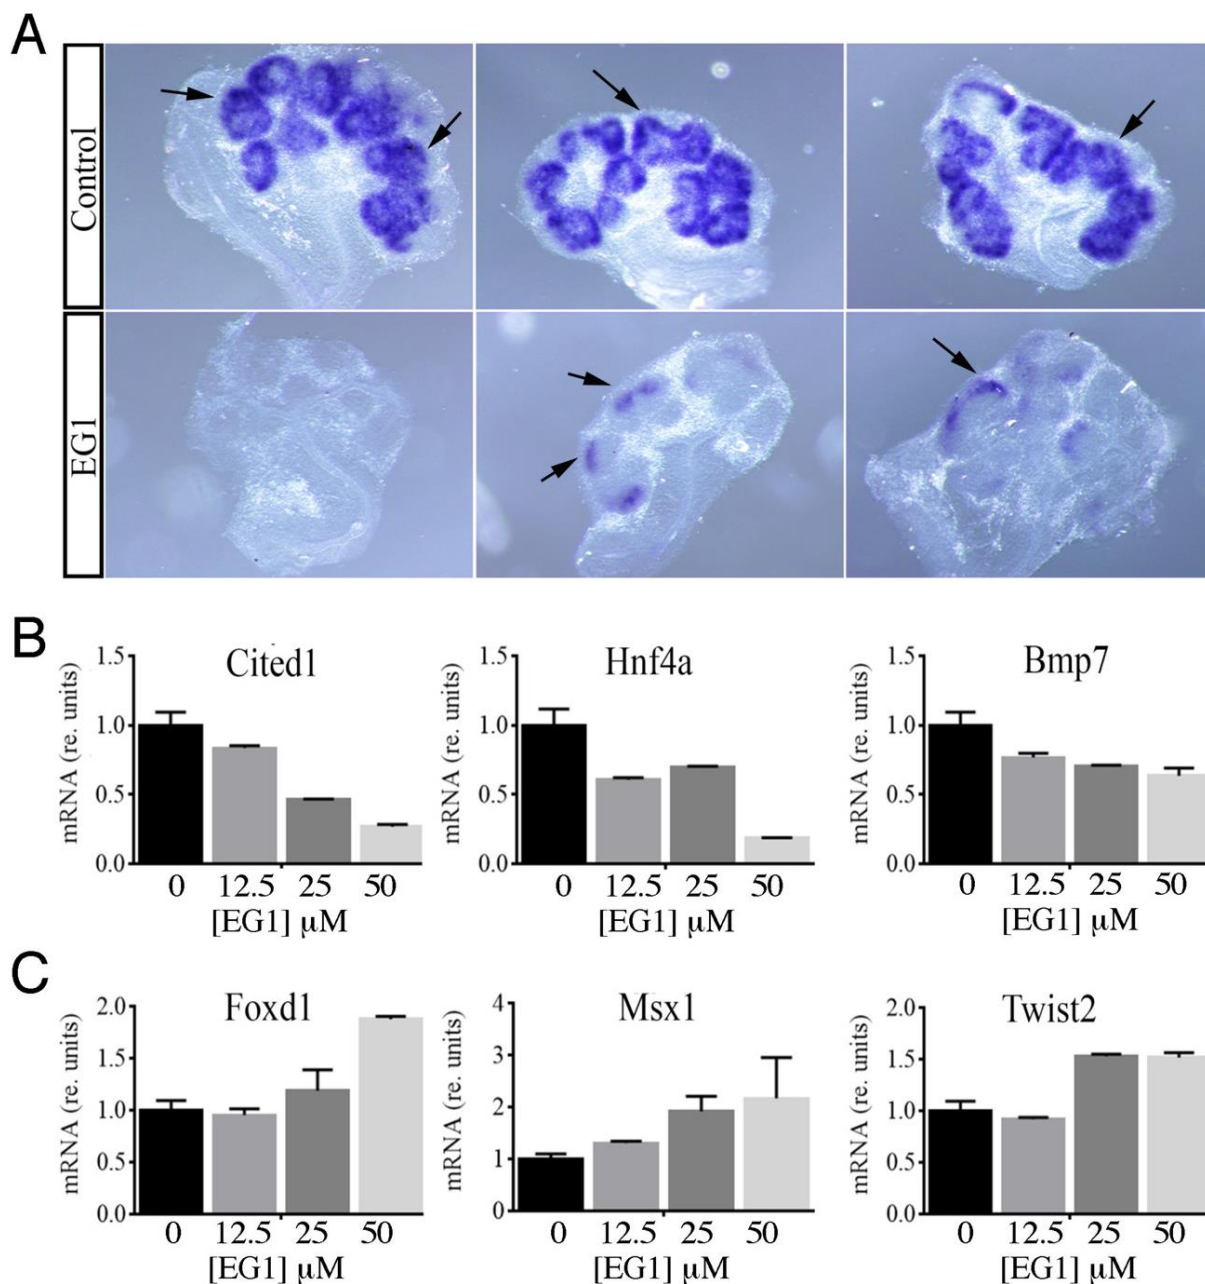 A
Control
EG1
B
Cited1
mRNA (re. units)
1.5
1.0
0.5
0.0
0 12.5 25 50
[EG1] µM
Hnf4a
mRNA (re. units)
1.5
1.0
0.5
0.0
0 12.5 25 50
[EG1] µM
Bmp7
mRNA (re. units)
1.5
1.0
0.5
0.0
0 12.5 25 50
[EG1] µM
C
Foxd1
mRNA (re. units)
2.0
1.5
1.0
0.5
0.0
0 12.5 25 50
[EG1] µM
Msx1
mRNA (re. units)
4
3
2
1
0
0 12.5 25 50
[EG1] µM
Twist2
mRNA (re. units)
2.0
1.5
1.0
0.5
0.0
0 12.5 25 50
[EG1] µM